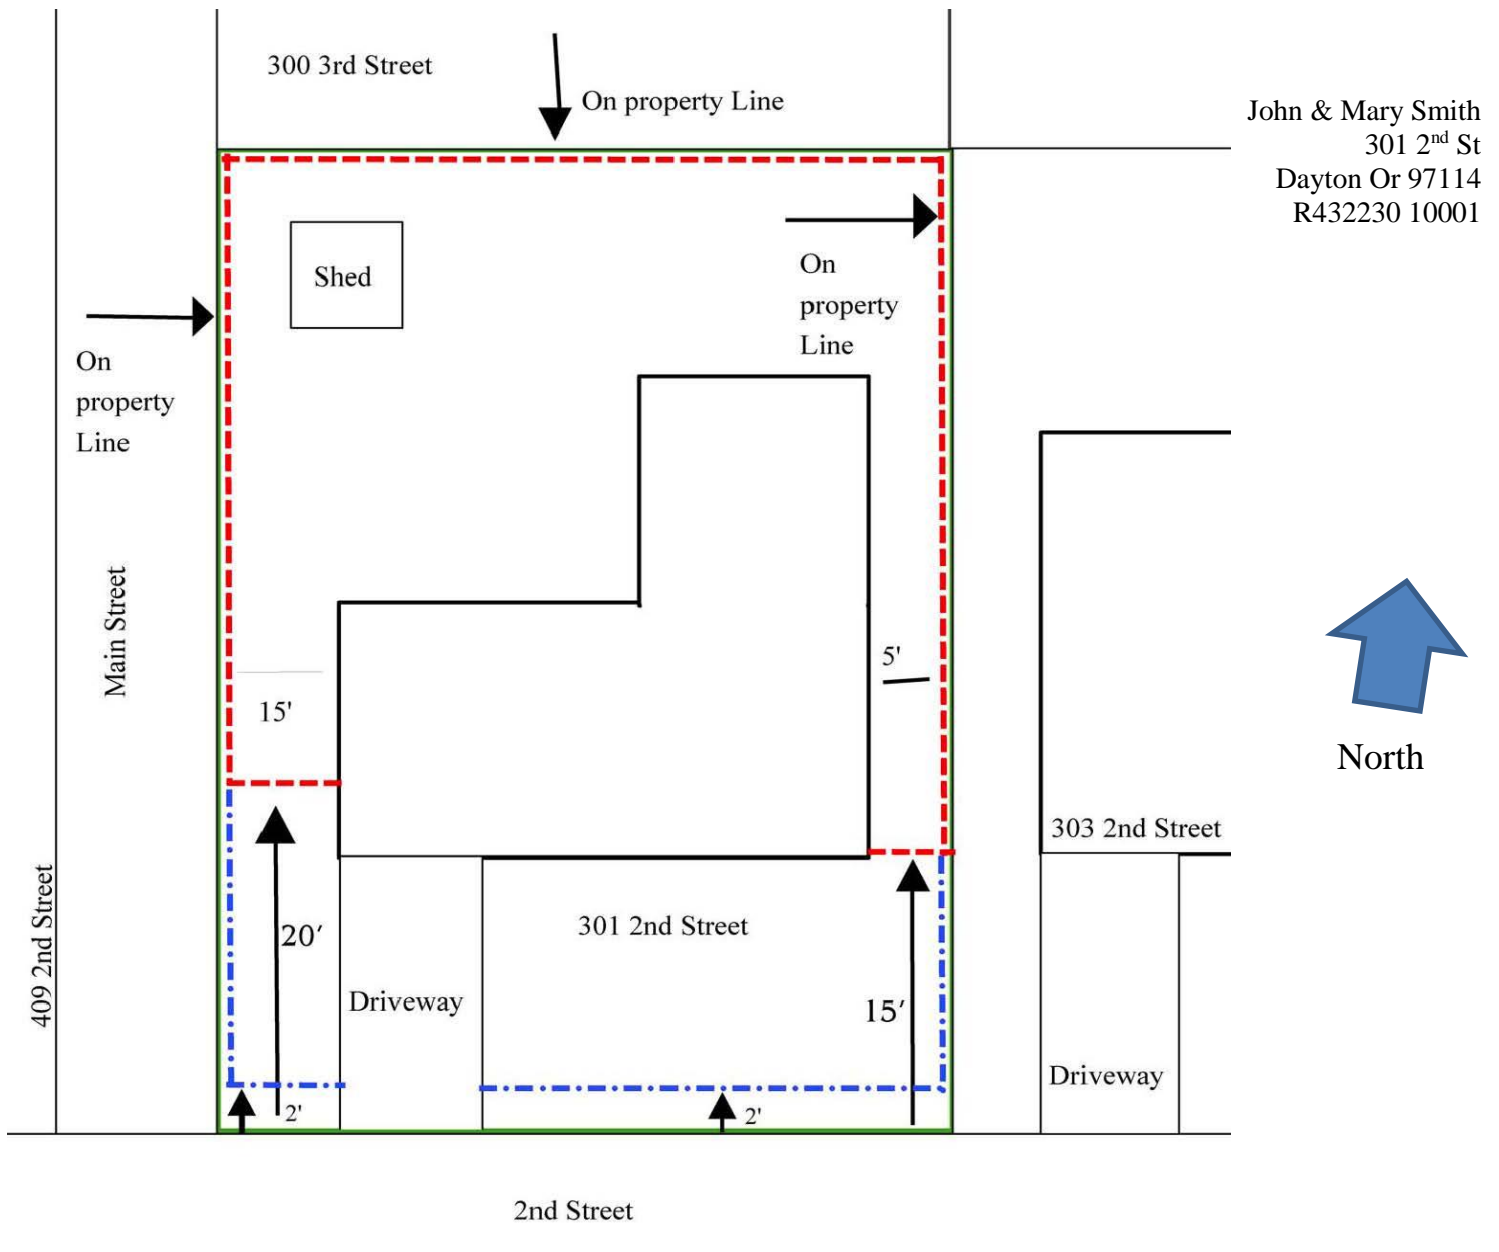 300 3rd Street
On property Line
John & Mary Smith
301 2nd St
Dayton Or 97114
R432230 10001
Shed
On
property
Line
On
property
Line
Main Street
5'
15'
North
303 2nd Street
409 2nd Street
20'
301 2nd Street
Driveway
15'
Driveway
2'
2'
2nd Street